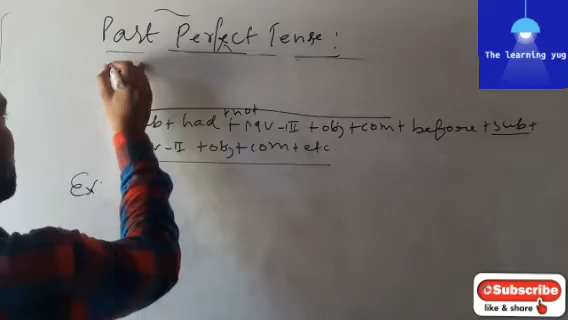 Past Perfect Tense:
The learning yug
+not
b+ had + MV-III + obj + com + before + sub +
V-II + obj + com + etc
Ex:
Subscribe
like & share